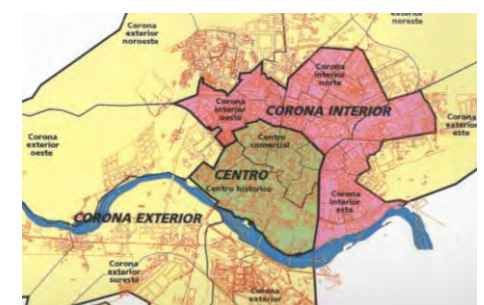 Corona
exterior
noroeste
Corona
exterior
noreste
Corona
interior
norte
Corona
interior
oeste
CORONA INTERIOR
Corona
exterior
este
Corona
exterior
oeste
Centro
comercial
CENTRO
Centro historico
Corona
interior
este
CORONA EXTERIOR
Corona
exterior
sureste
Corona
exterior